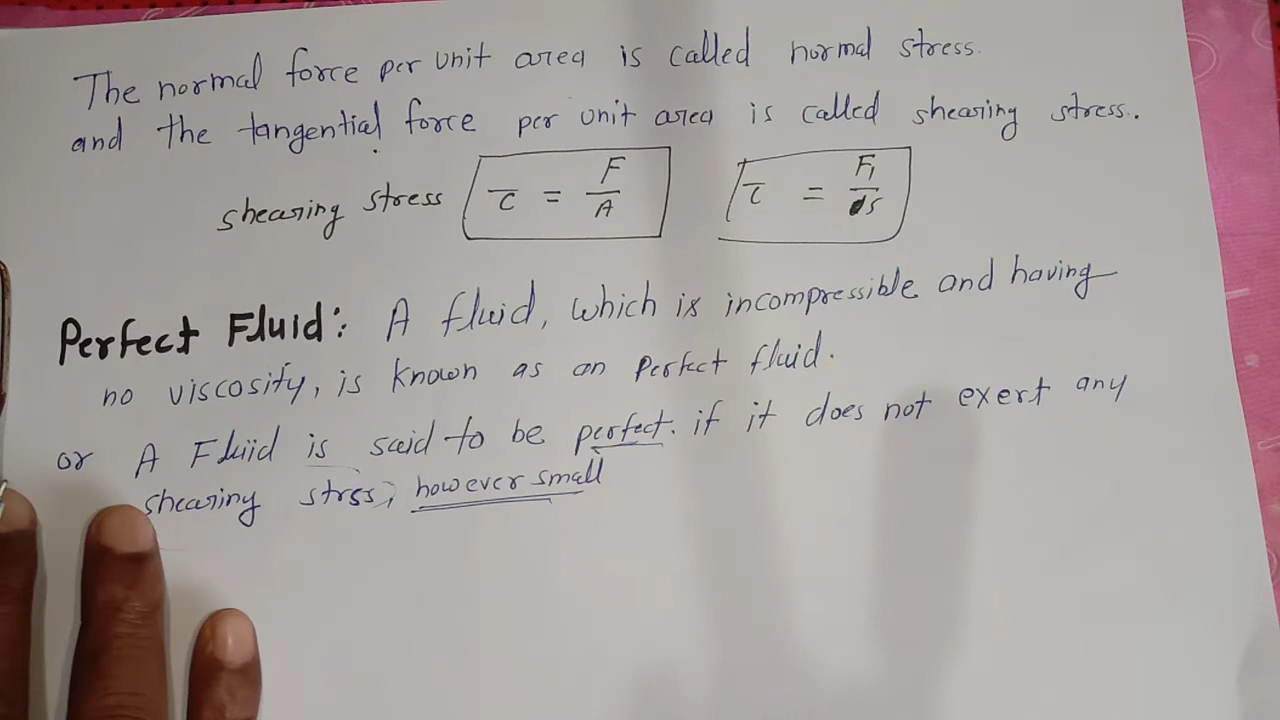 The normal force per unit area is called normal stress.
and the tangential force per unit area is called shearing stress.
shearing stress τ = F/A τ = F₁/ds
Perfect Fluid: A fluid, which is incompressible and having
no viscosity, is known as an Perfect fluid.
or A Fluid is said to be perfect. if it does not exert any
shearing strss, however small